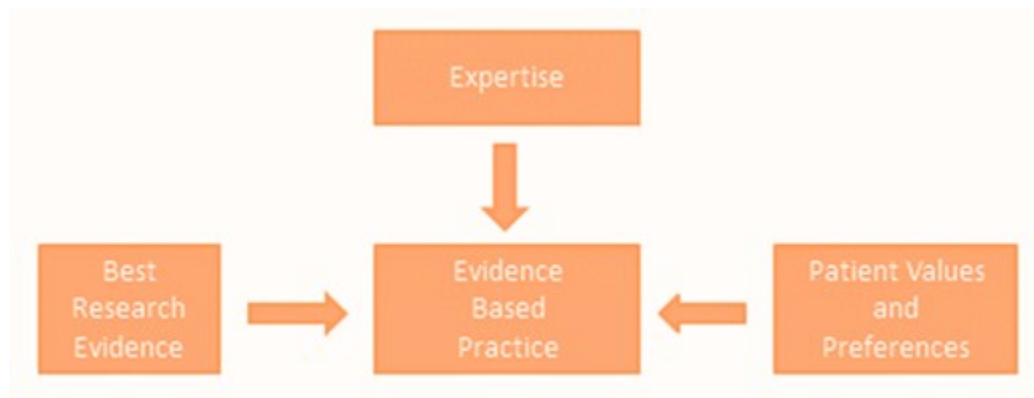 Expertise
Best
Research
Evidence
Evidence
Based
Practice
Patient Values
and
Preferences